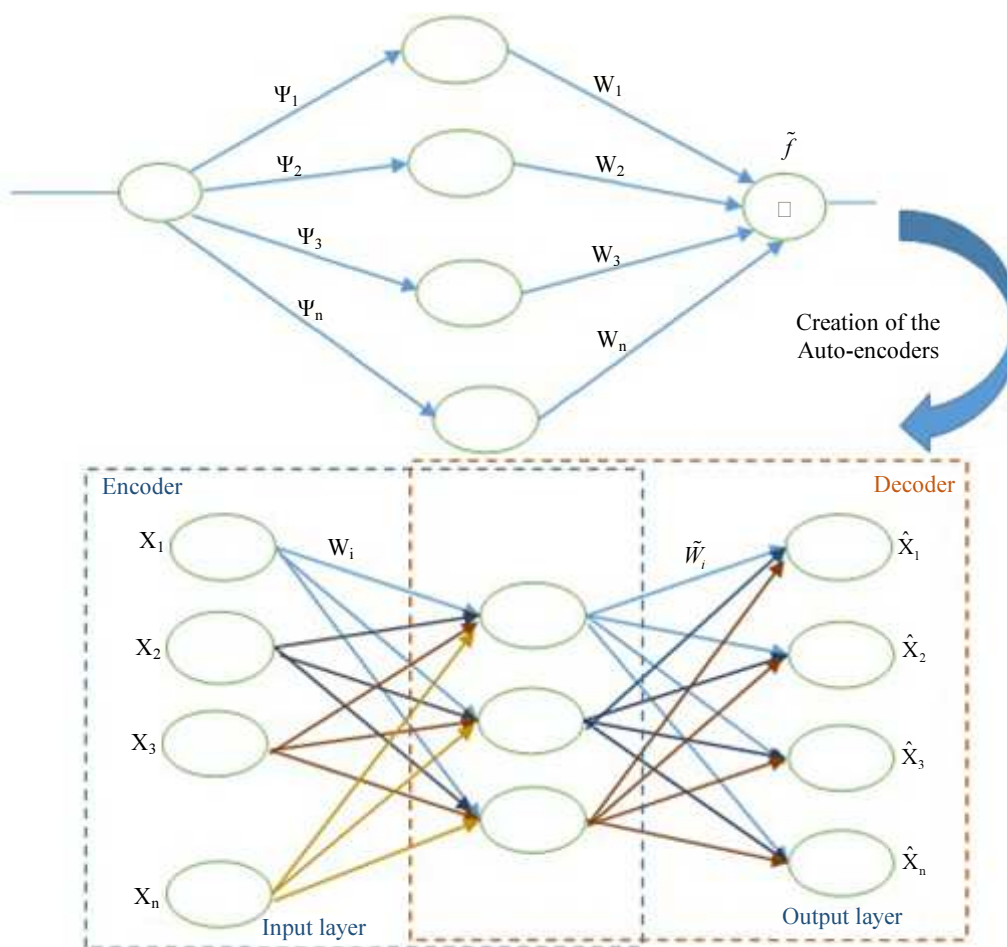 Ψ₁
W₁
Ψ₂
W₂
f̃
Ψ₃
W₃
Ψₙ
Wₙ
Creation of the
Auto-encoders
Encoder
Decoder
X₁
Wᵢ
W̃ᵢ
X̂₁
X₂
X̂₂
X₃
X̂₃
Xₙ
X̂ₙ
Input layer
Output layer